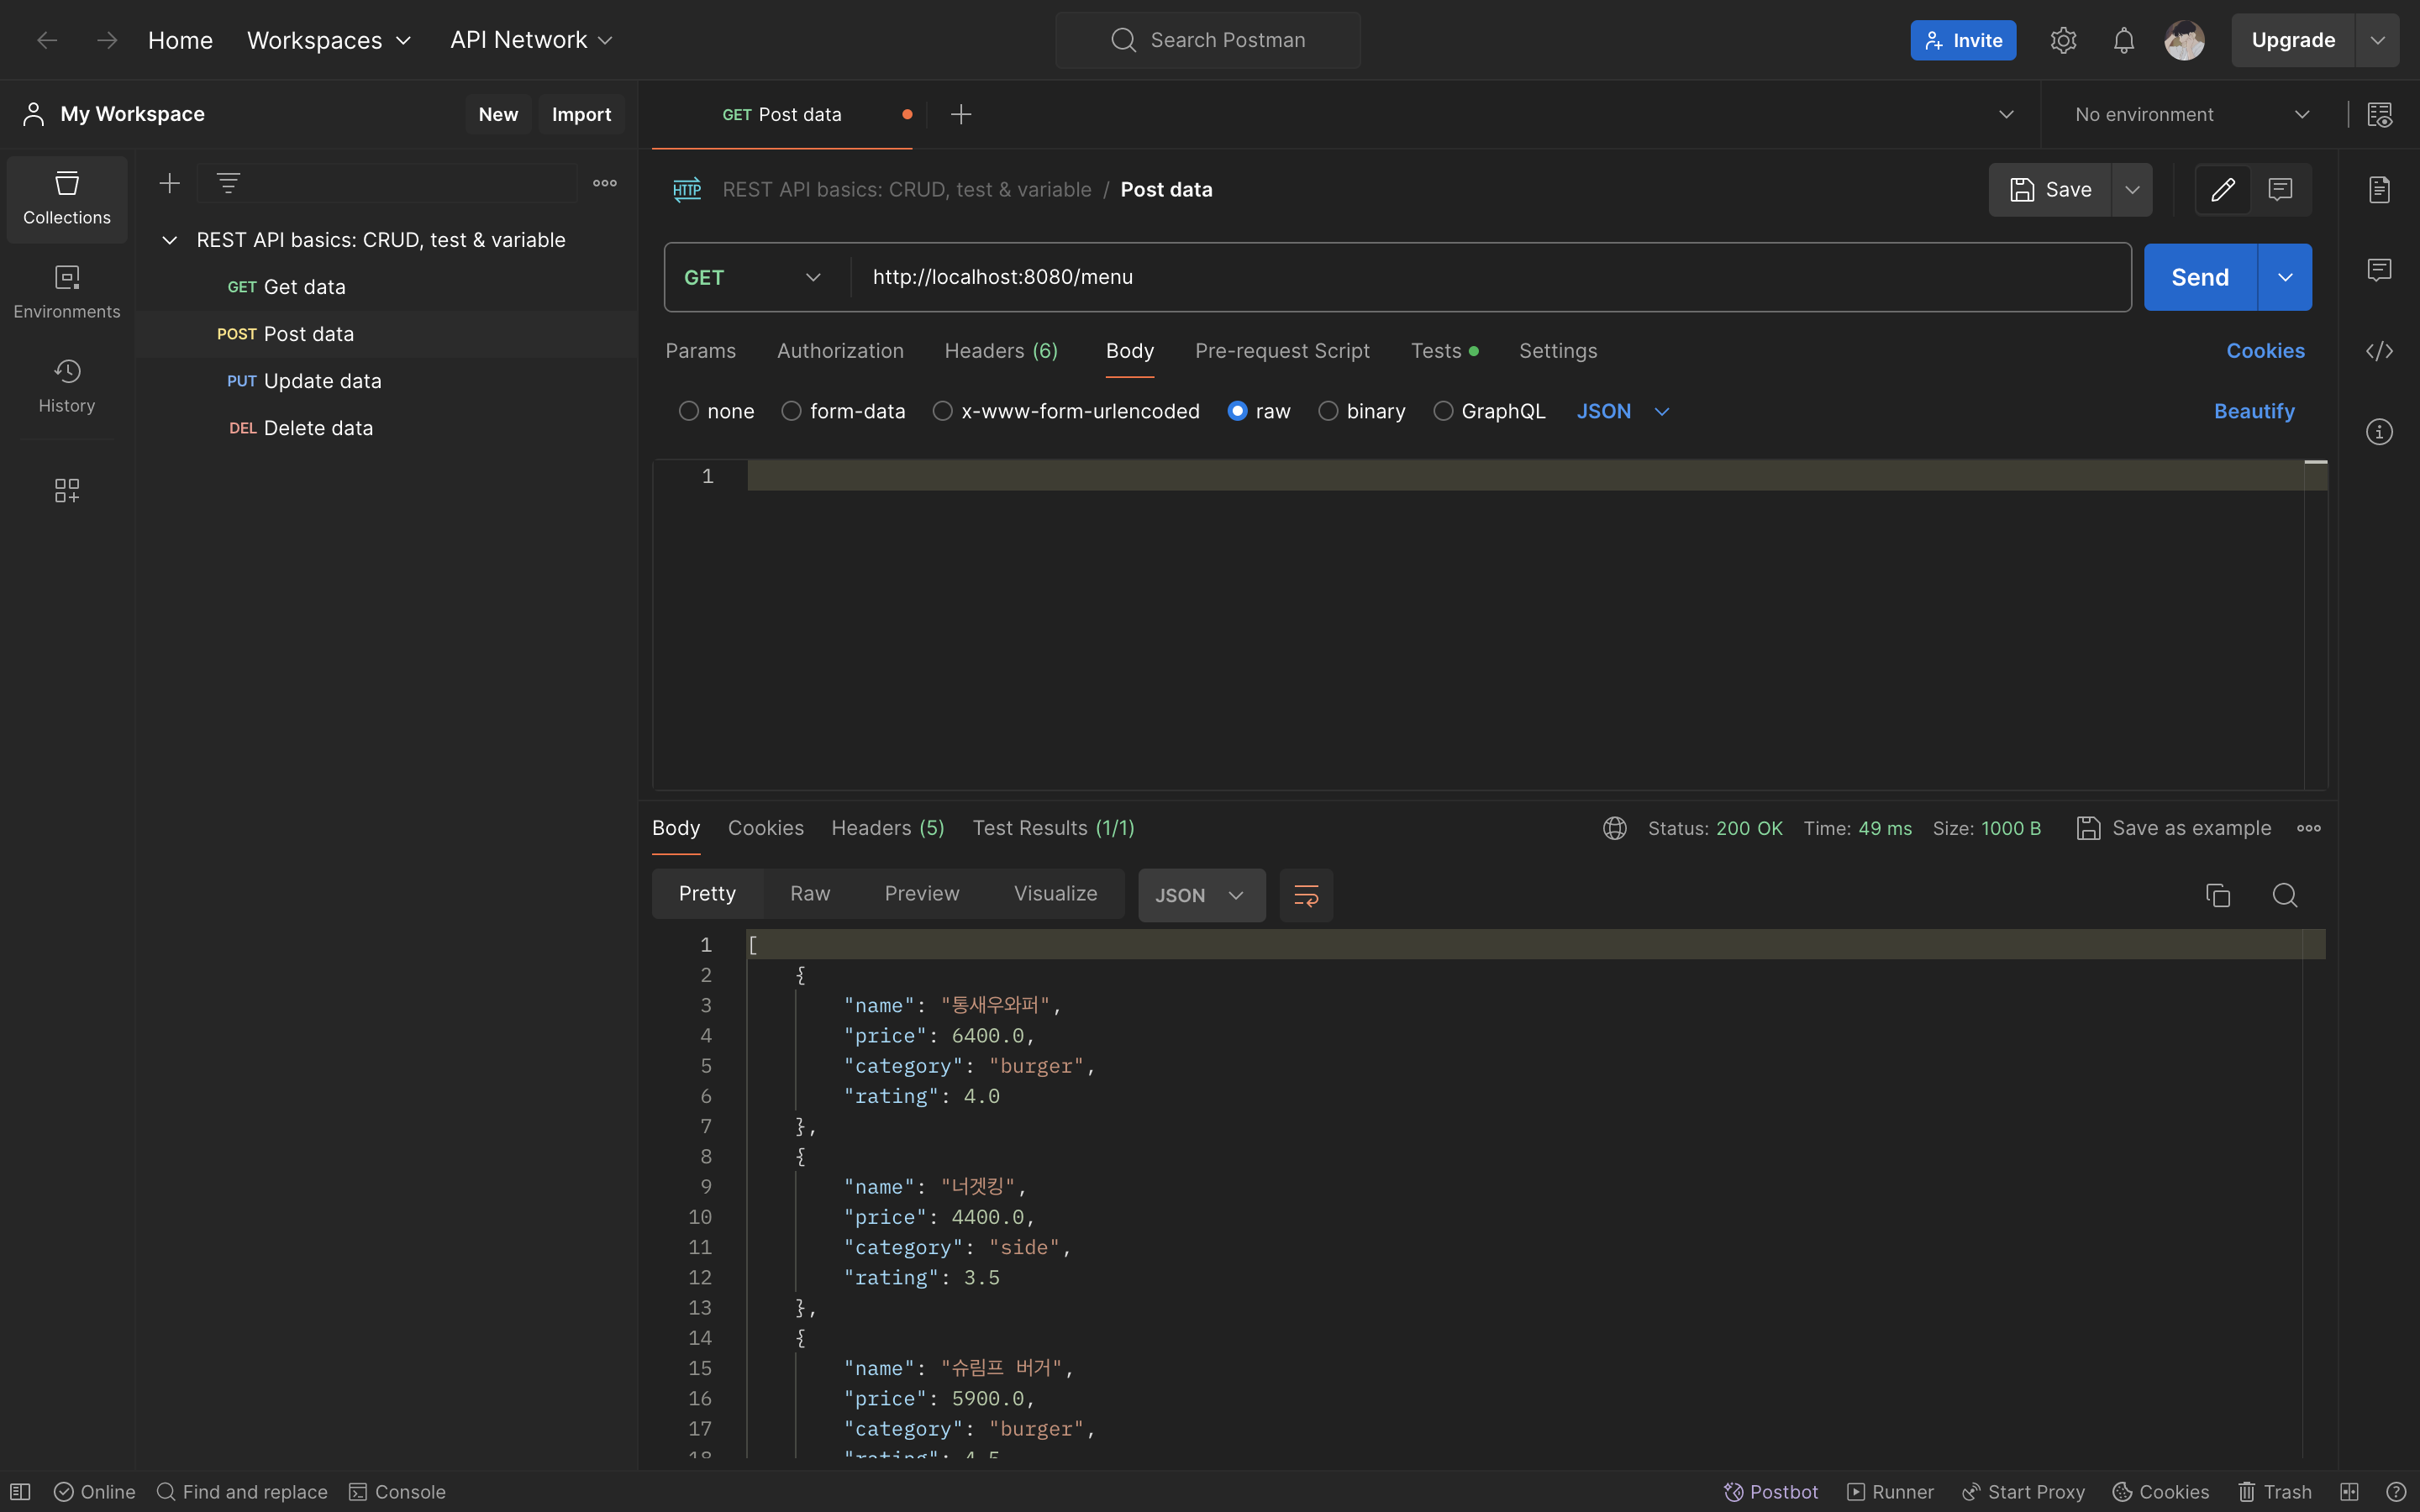 Home Workspaces API Network Search Postman Invite Upgrade
My Workspace New Import GET Post data No environment
Collections
Environments
History
REST API basics: CRUD, test & variable
GET Get data
POST Post data
PUT Update data
DEL Delete data
HTTP REST API basics: CRUD, test & variable / Post data Save
GET http://localhost:8080/menu Send
Params Authorization Headers (6) Body Pre-request Script Tests Settings Cookies
none form-data x-www-form-urlencoded raw binary GraphQL JSON Beautify
1
Body Cookies Headers (5) Test Results (1/1) Status: 200 OK Time: 49 ms Size: 1000 B Save as example
Pretty Raw Preview Visualize JSON
1 [
2 {
3 "name": "통새우와퍼",
4 "price": 6400.0,
5 "category": "burger",
6 "rating": 4.0
7 },
8 {
9 "name": "너겟킹",
10 "price": 4400.0,
11 "category": "side",
12 "rating": 3.5
13 },
14 {
15 "name": "슈림프 버거",
16 "price": 5900.0,
17 "category": "burger",
18 "rating": 4.5
Online Find and replace Console Postbot Runner Start Proxy Cookies Trash